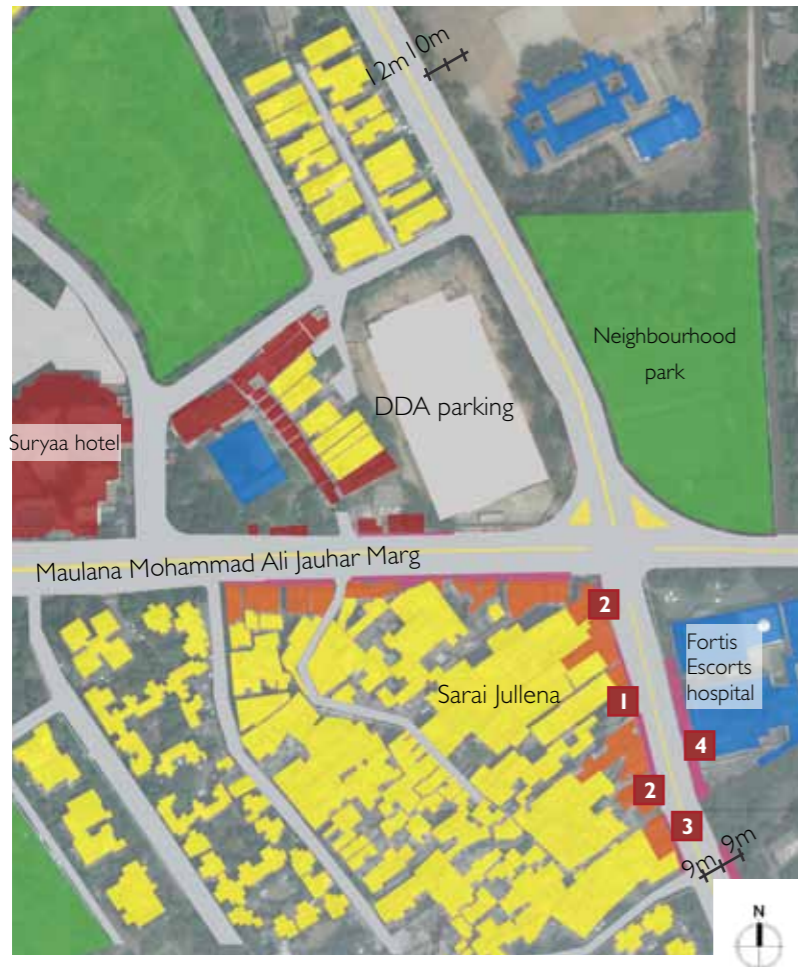 12m 10m
Neighbourhood
park
DDA parking
Suryaa hotel
Maulana Mohammad Ali Jauhar Marg
2
Fortis
Escorts
hospital
Sarai Jullena
1
4
2
3
9m 9m
N